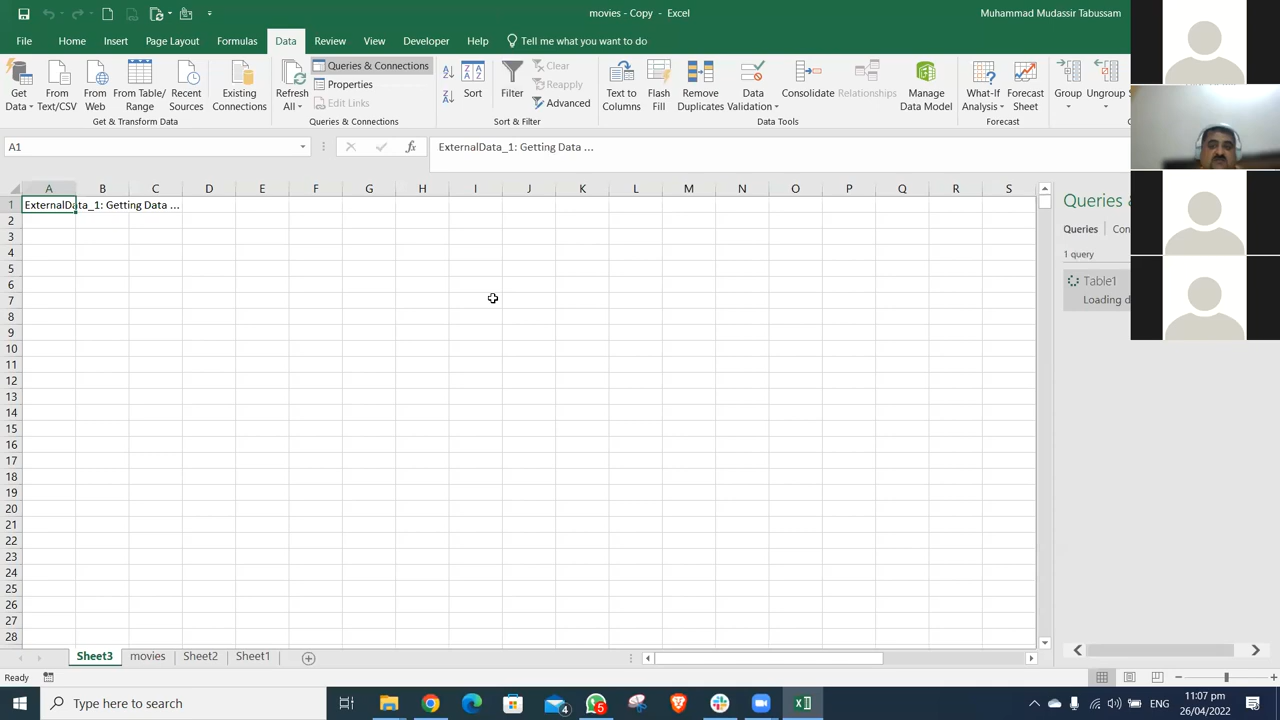 movies - Copy - Excel
Muhammad Mudassir Tabussam
File Home Insert Page Layout Formulas Data Review View Developer Help Tell me what you want to do
Get Data
From Text/CSV
From Web
From Table/ Range
Recent Sources
Existing Connections
Get & Transform Data
Refresh All
Queries & Connections
Properties
Edit Links
Queries & Connections
Sort
Filter
Clear
Reapply
Advanced
Sort & Filter
Text to Columns
Flash Fill
Remove Duplicates
Data Validation
Consolidate
Relationships
Manage Data Model
Data Tools
What-If Analysis
Forecast Sheet
Forecast
Group
Ungroup
A1
fx
ExternalData_1: Getting Data ...
A B C D E F G H I J K L M N O P Q R S
1 ExternalData_1: Getting Data ...
2
3
4
5
6
7
8
9
10
11
12
13
14
15
16
17
18
19
20
21
22
23
24
25
26
27
28
Queries &
Queries Con
1 query
Table1
Loading d
Sheet3 movies Sheet2 Sheet1
Ready
Type here to search
4
5
ENG
11:07 pm
26/04/2022